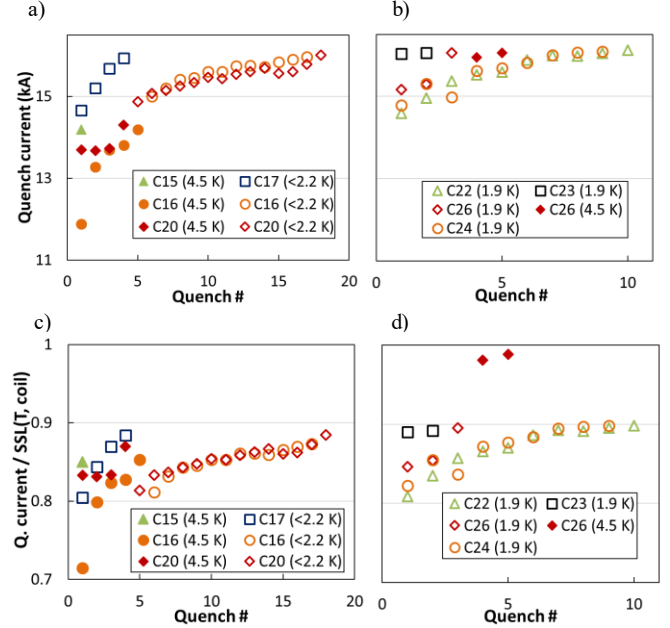 a)
b)
Quench current (kA)
15
13
11
C15 (4.5 K) C17 (<2.2 K)
C16 (4.5 K) C16 (<2.2 K)
C20 (4.5 K) C20 (<2.2 K)
C22 (1.9 K) C23 (1.9 K)
C26 (1.9 K) C26 (4.5 K)
C24 (1.9 K)
0 5 10 15 20
0 5 10
Quench #
Quench #
c)
d)
Q. current / SSL(T, coil)
1
0.9
0.8
0.7
C15 (4.5 K) C17 (<2.2 K)
C16 (4.5 K) C16 (<2.2 K)
C20 (4.5 K) C20 (<2.2 K)
C22 (1.9 K) C23 (1.9 K)
C26 (1.9 K) C26 (4.5 K)
C24 (1.9 K)
0 5 10 15 20
0 5 10
Quench #
Quench #